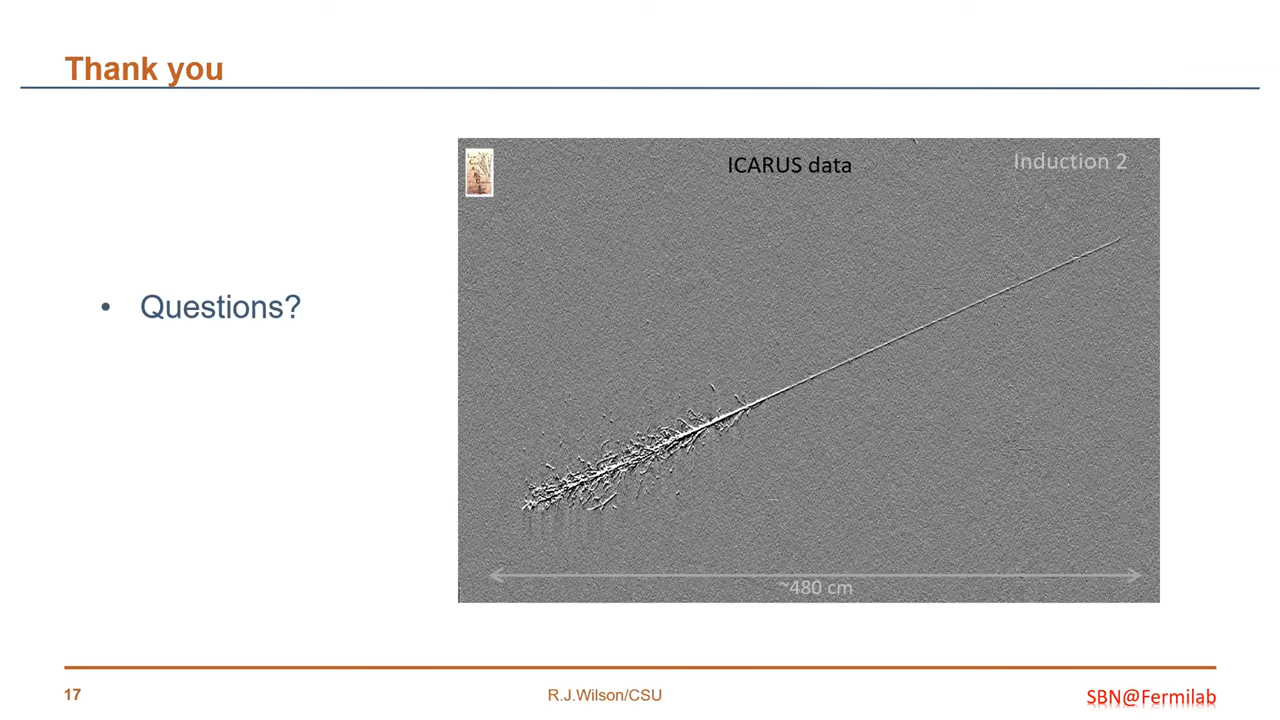 Thank you
ICARUS data
Induction 2
• Questions?
~480 cm
17
R.J.Wilson/CSU
SBN@Fermilab